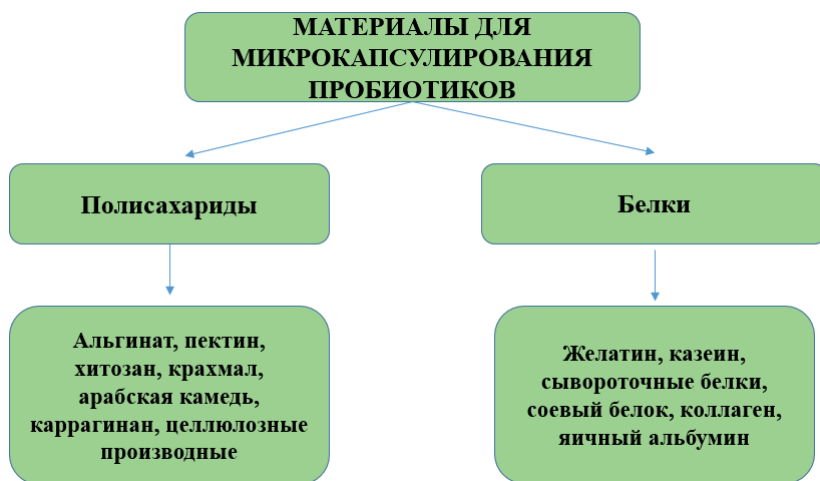 МАТЕРИАЛЫ ДЛЯ
МИКРОКАПСУЛИРОВАНИЯ
ПРОБИОТИКОВ
Полисахариды
Белки
Альгинат, пектин,
хитозан, крахмал,
арабская камедь,
каррагинан, целлюлозные
производные
Желатин, казеин,
сывороточные белки,
соевый белок, коллаген,
яичный альбумин